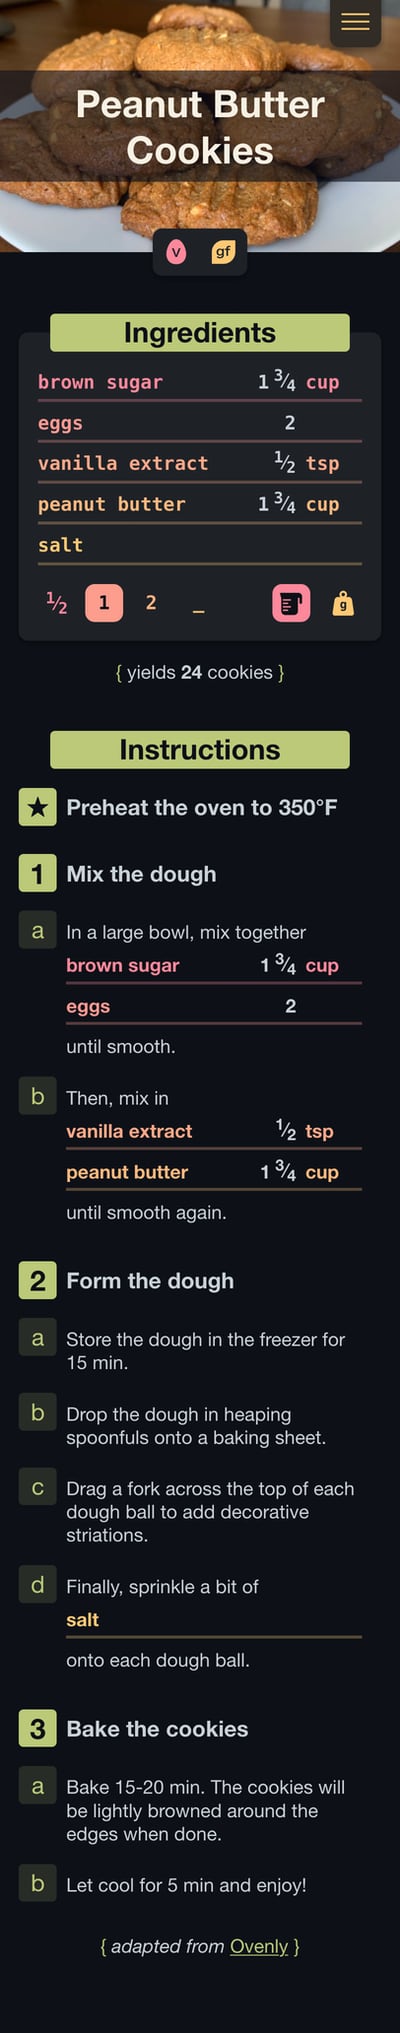 Peanut Butter
Cookies
v gf
Ingredients
brown sugar 1 ¾ cup
eggs 2
vanilla extract ½ tsp
peanut butter 1 ¾ cup
salt
½ 1 2 _ g
{ yields 24 cookies }
Instructions
★ Preheat the oven to 350°F
1 Mix the dough
a In a large bowl, mix together
brown sugar 1 ¾ cup
eggs 2
until smooth.
b Then, mix in
vanilla extract ½ tsp
peanut butter 1 ¾ cup
until smooth again.
2 Form the dough
a Store the dough in the freezer for
15 min.
b Drop the dough in heaping
spoonfuls onto a baking sheet.
c Drag a fork across the top of each
dough ball to add decorative
striations.
d Finally, sprinkle a bit of
salt
onto each dough ball.
3 Bake the cookies
a Bake 15-20 min. The cookies will
be lightly browned around the
edges when done.
b Let cool for 5 min and enjoy!
{ adapted from Ovenly }